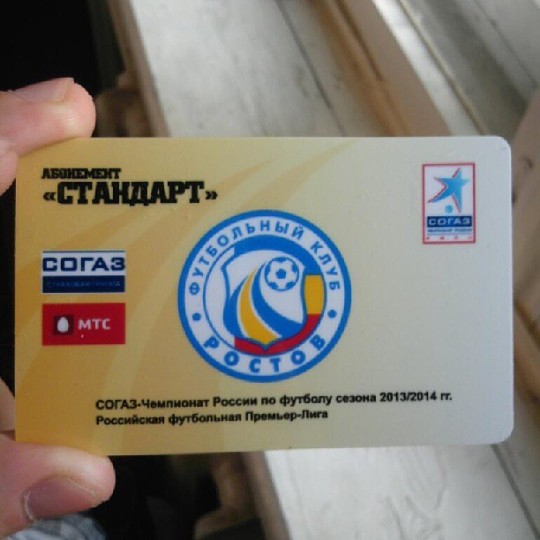 АБОНЕМЕНТ
«СТАНДАРТ»
СОГАЗ
МТС
ФУТБОЛЬНЫЙ КЛУБ
РОСТОВ
СОГАЗ
СОГАЗ-Чемпионат России по футболу сезона 2013/2014 гг.
Российская футбольная Премьер-Лига